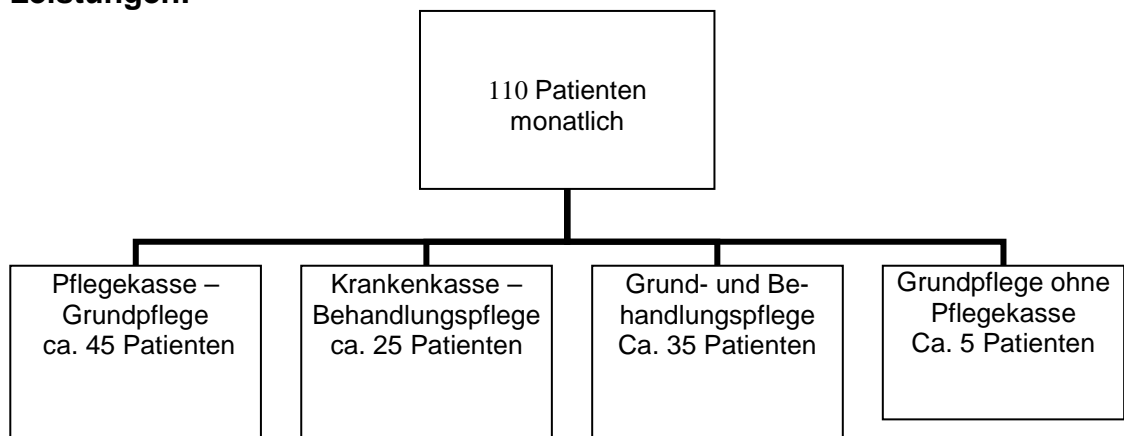 Leistungen:
110 Patienten
monatlich
Pflegekasse –
Grundpflege
ca. 45 Patienten
Krankenkasse –
Behandlungspflege
ca. 25 Patienten
Grund- und Be-
handlungspflege
Ca. 35 Patienten
Grundpflege ohne
Pflegekasse
Ca. 5 Patienten